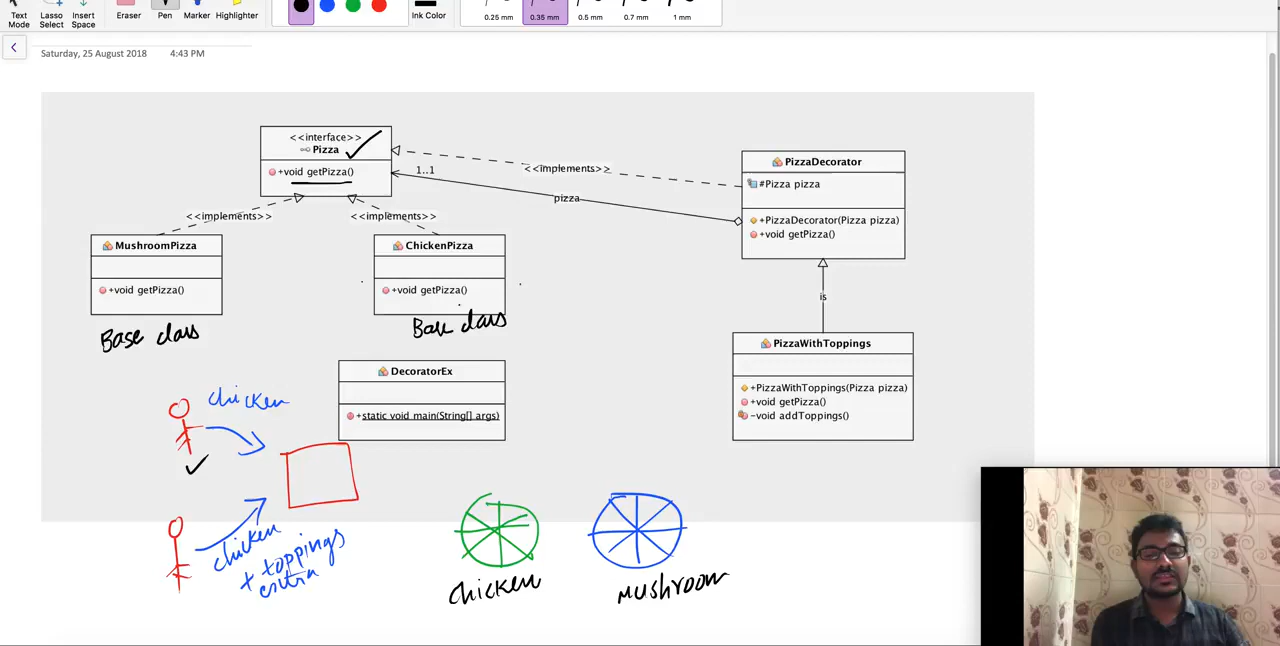 Text
Mode
Lasso
Select
Insert
Space
Eraser
Pen
Marker
Highlighter
Ink Color
0.25 mm
0.35 mm
0.5 mm
0.7 mm
1 mm
Saturday, 25 August 2018 4:43 PM
<<interface>>
Pizza
+void getPizza()
1..1
<<implements>>
pizza
PizzaDecorator
#Pizza pizza
+PizzaDecorator(Pizza pizza)
+void getPizza()
<<implements>>
<<implements>>
MushroomPizza
+void getPizza()
Base class
ChickenPizza
+void getPizza()
Base class
is
PizzaWithToppings
+PizzaWithToppings(Pizza pizza)
+void getPizza()
-void addToppings()
DecoratorEx
+static void main(String[] args)
chicken
chicken
+ toppings
extra
chicken
mushroom